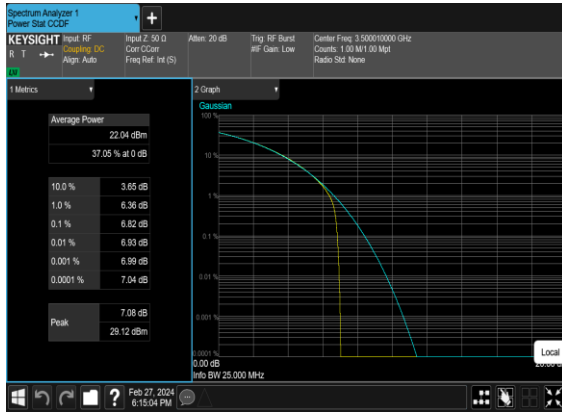 Spectrum Analyzer 1
Power Stat CCDF
KEYSIGHT
R T
LXI
Input: RF
Coupling: DC
Align: Auto
Input Z: 50 Ω
Corr CCorr
Freq Ref: Int (S)
Atten: 20 dB
Trig: RF Burst
#IF Gain: Low
Center Freq: 3.500010000 GHz
Counts: 1.00 M/1.00 Mpt
Radio Std: None
1 Metrics
Average Power
22.04 dBm
37.05 % at 0 dB
10.0 % 3.65 dB
1.0 % 6.36 dB
0.1 % 6.82 dB
0.01 % 6.93 dB
0.001 % 6.99 dB
0.0001 % 7.04 dB
Peak
7.08 dB
29.12 dBm
2 Graph
Gaussian
100 %
10 %
1 %
0.1 %
0.01 %
0.001 %
0.0001 %
0.00 dB
Info BW 25.000 MHz
Local
?
Feb 27, 2024
6:15:04 PM